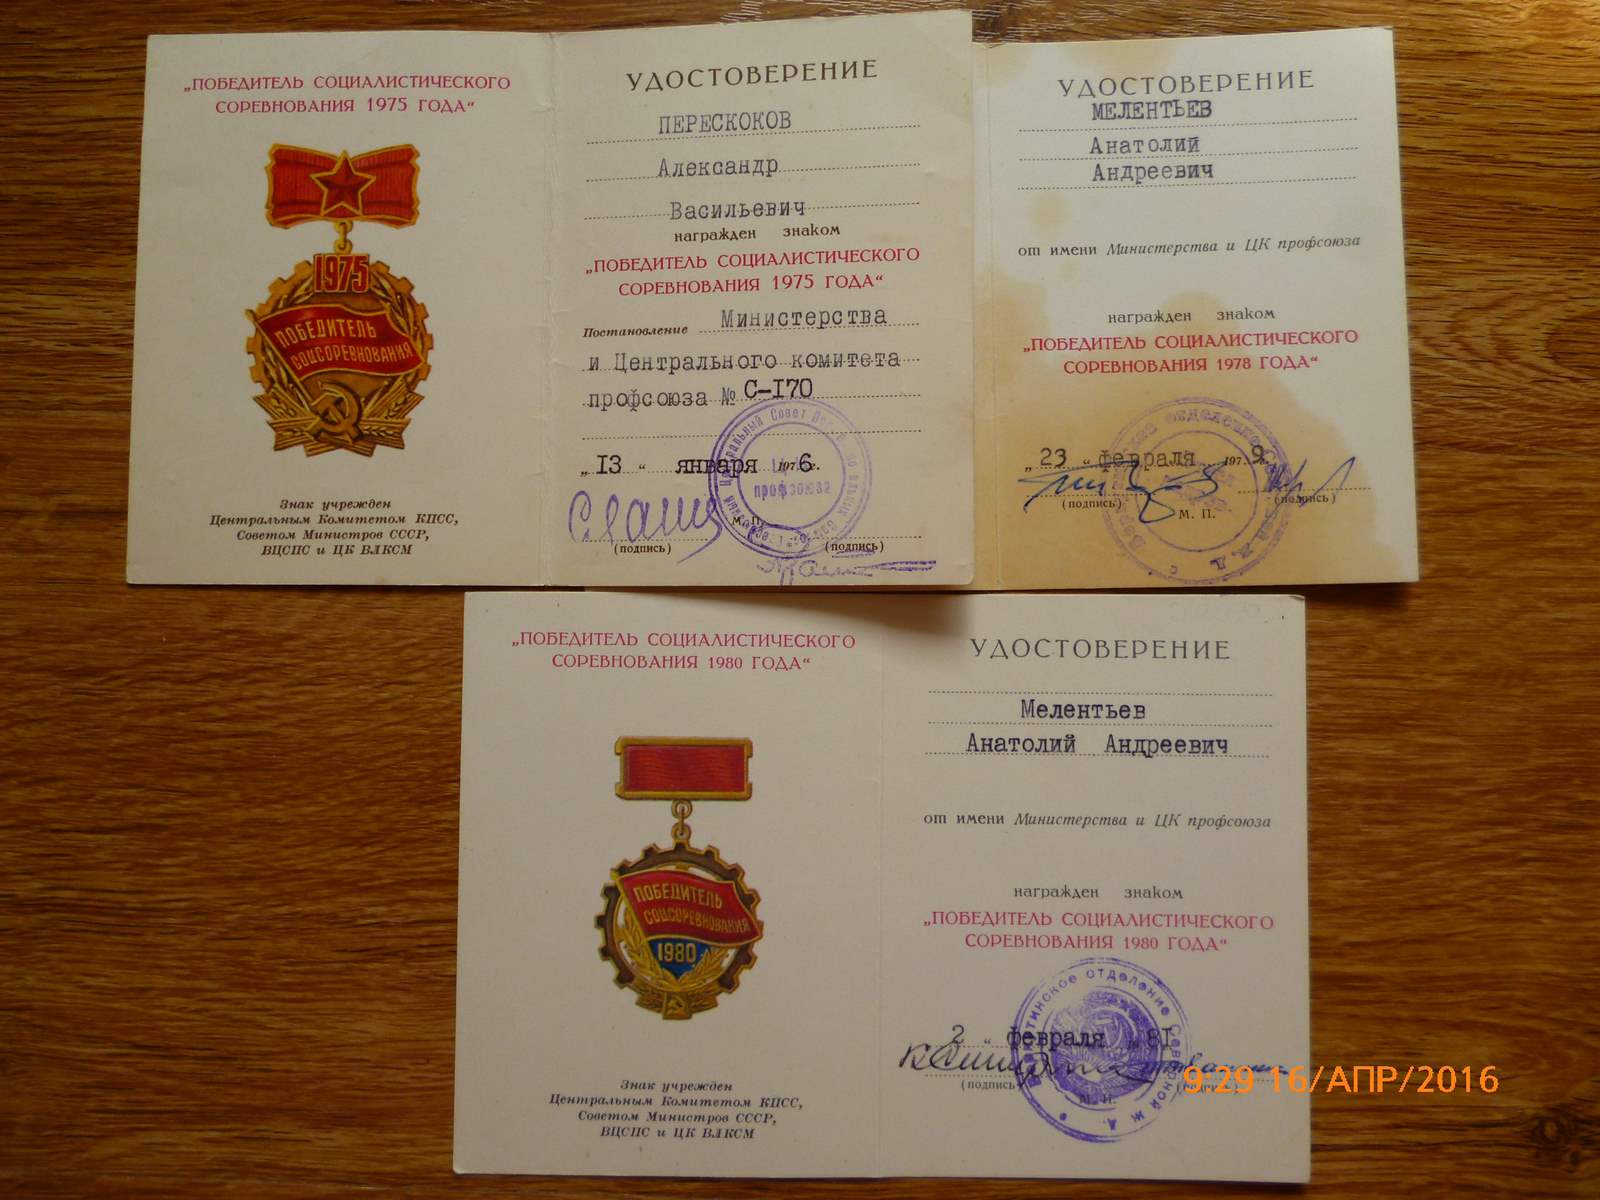 „ПОБЕДИТЕЛЬ СОЦИАЛИСТИЧЕСКОГО
СОРЕВНОВАНИЯ 1975 ГОДА“
1975
ПОБЕДИТЕЛЬ
СОЦСОРЕВНОВАНИЯ
Знак учрежден
Центральным Комитетом КПСС,
Советом Министров СССР,
ВЦСПС и ЦК ВЛКСМ
УДОСТОВЕРЕНИЕ
ПЕРЕСКОКОВ
Александр
Васильевич
награжден знаком
„ПОБЕДИТЕЛЬ СОЦИАЛИСТИЧЕСКОГО
СОРЕВНОВАНИЯ 1975 ГОДА“
Постановление Министерства
и Центрального комитета
профсоюза № С-170
„13“ января 1976г.
профсоюза
М. П.
(подпись) (подпись)
УДОСТОВЕРЕНИЕ
МЕЛЕНТЬЕВ
Анатолий
Андреевич
от имени Министерства и ЦК профсоюза
награжден знаком
„ПОБЕДИТЕЛЬ СОЦИАЛИСТИЧЕСКОГО
СОРЕВНОВАНИЯ 1978 ГОДА“
„23“ февраля 1979
(подпись) (подпись)
М. П.
„ПОБЕДИТЕЛЬ СОЦИАЛИСТИЧЕСКОГО
СОРЕВНОВАНИЯ 1980 ГОДА“
ПОБЕДИТЕЛЬ
СОЦСОРЕВНОВАНИЯ
1980
Знак учрежден
Центральным Комитетом КПСС,
Советом Министров СССР,
ВЦСПС и ЦК ВЛКСМ
УДОСТОВЕРЕНИЕ
Мелентьев
Анатолий Андреевич
от имени Министерства и ЦК профсоюза
награжден знаком
„ПОБЕДИТЕЛЬ СОЦИАЛИСТИЧЕСКОГО
СОРЕВНОВАНИЯ 1980 ГОДА“
отделение Северной ж. д.
2 “ февраля 81
(подпись)
М. П.
9:29 16/АПР/2016